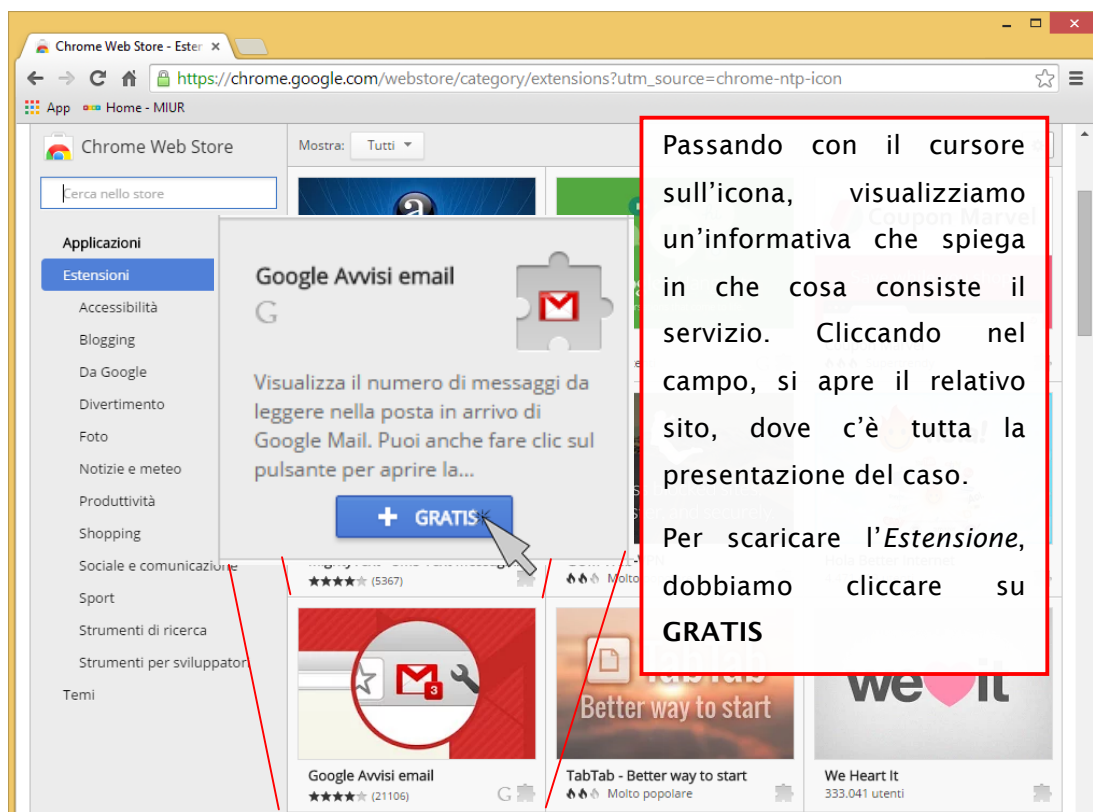 Chrome Web Store - Ester
https://chrome.google.com/webstore/category/extensions?utm_source=chrome-ntp-icon
App Home - MIUR
Chrome Web Store
Mostra: Tutti
Cerca nello store
Applicazioni
Estensioni
Accessibilità
Blogging
Da Google
Divertimento
Foto
Notizie e meteo
Produttività
Shopping
Sociale e comunicazione
Sport
Strumenti di ricerca
Strumenti per sviluppatori
Temi
a
Google Avvisi email
G
Visualizza il numero di messaggi da
leggere nella posta in arrivo di
Google Mail. Puoi anche fare clic sul
pulsante per aprire la...
+ GRATIS
Passando con il cursore
sull’icona, visualizziamo
un’informativa che spiega
in che cosa consiste il
servizio. Cliccando nel
campo, si apre il relativo
sito, dove c’è tutta la
presentazione del caso.
Per scaricare l’Estensione,
dobbiamo cliccare su
GRATIS
Coupon Marvel
(5367)
Molto
3
Google Avvisi email
(21106)
G
TabTab
Better way to start
TabTab - Better way to start
Molto popolare
we it
We Heart It
333.041 utenti